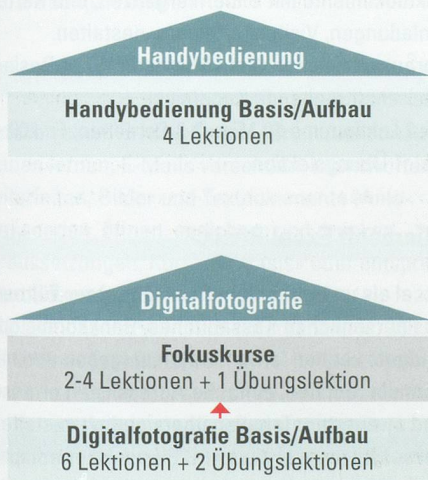 Handybedienung
Handybedienung Basis/Aufbau
4 Lektionen
Digitalfotografie
Fokuskurse
2-4 Lektionen + 1 Übungslektion
Digitalfotografie Basis/Aufbau
6 Lektionen + 2 Übungslektionen